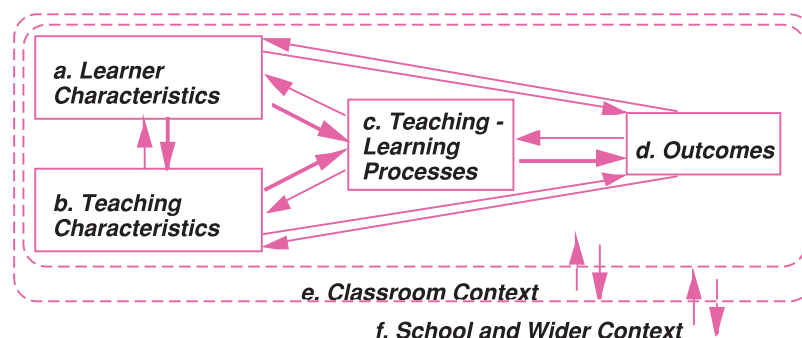 a. Learner
Characteristics
c. Teaching -
Learning
Processes
d. Outcomes
b. Teaching
Characteristics
e. Classroom Context
f. School and Wider Context